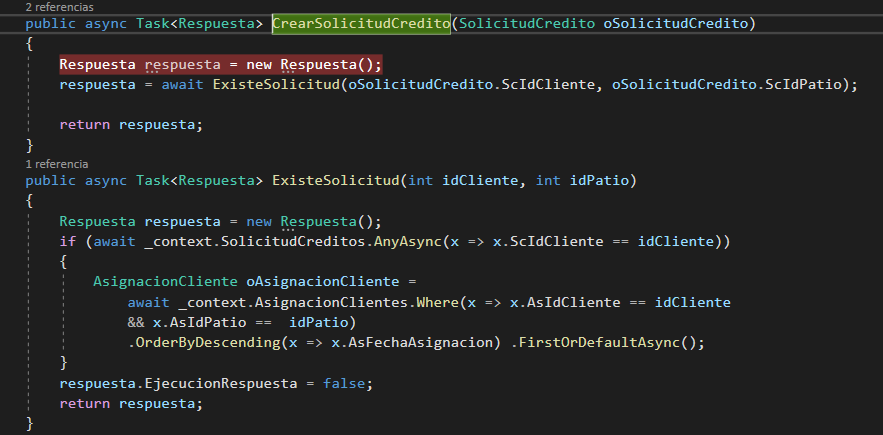 2 referencias
public async Task<Respuesta> CrearSolicitudCredito(SolicitudCredito oSolicitudCredito)
{
Respuesta respuesta = new Respuesta();
respuesta = await ExisteSolicitud(oSolicitudCredito.ScIdCliente, oSolicitudCredito.ScIdPatio);
return respuesta;
}
1 referencia
public async Task<Respuesta> ExisteSolicitud(int idCliente, int idPatio)
{
Respuesta respuesta = new Respuesta();
if (await _context.SolicitudCreditos.AnyAsync(x => x.ScIdCliente == idCliente))
{
AsignacionCliente oAsignacionCliente =
await _context.AsignacionClientes.Where(x => x.AsIdCliente == idCliente
&& x.AsIdPatio ==  idPatio)
.OrderByDescending(x => x.AsFechaAsignacion) .FirstOrDefaultAsync();
}
respuesta.EjecucionRespuesta = false;
return respuesta;
}